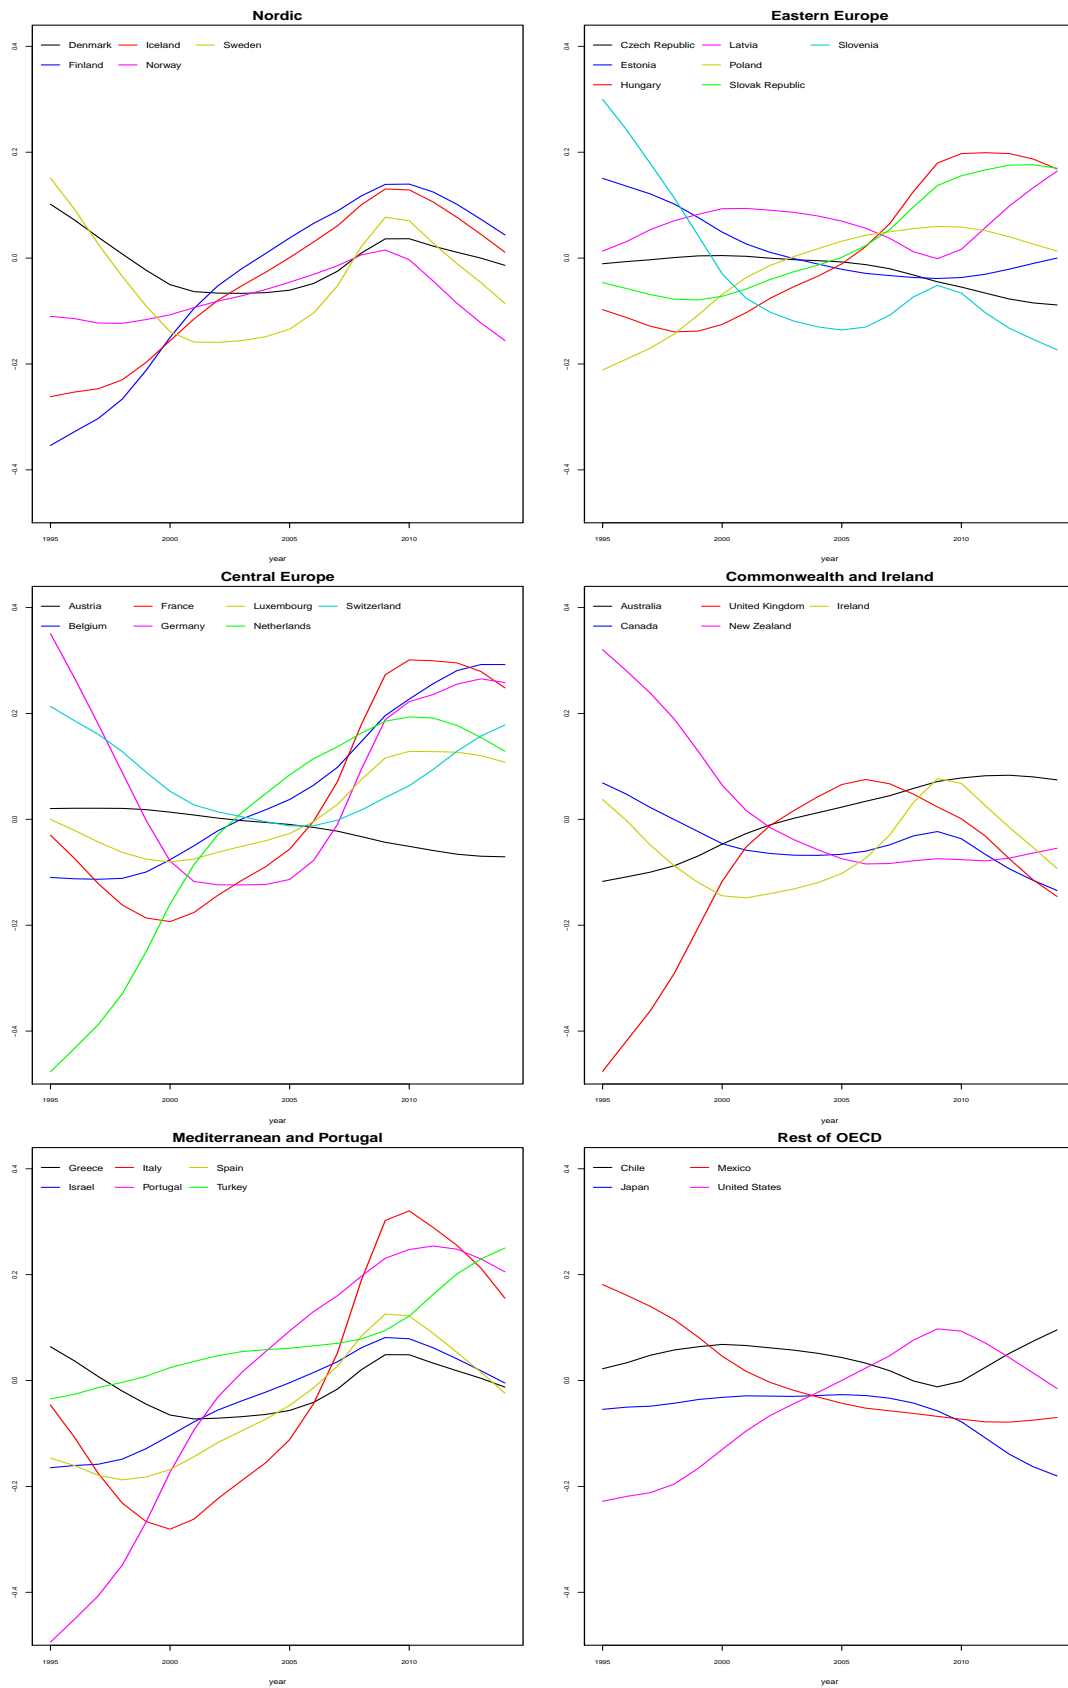 Nordic
Denmark Iceland Sweden
Finland Norway
0.4
0.2
0.0
−0.2
−0.4
1995 2000 2005 2010
year
Eastern Europe
Czech Republic Latvia Slovenia
Estonia Poland
Hungary Slovak Republic
0.4
0.2
0.0
−0.2
−0.4
1995 2000 2005 2010
year
Central Europe
Austria France Luxembourg Switzerland
Belgium Germany Netherlands
0.4
0.2
0.0
−0.2
−0.4
1995 2000 2005 2010
year
Commonwealth and Ireland
Australia United Kingdom Ireland
Canada New Zealand
0.4
0.2
0.0
−0.2
−0.4
1995 2000 2005 2010
year
Mediterranean and Portugal
Greece Italy Spain
Israel Portugal Turkey
0.4
0.2
0.0
−0.2
−0.4
1995 2000 2005 2010
year
Rest of OECD
Chile Mexico
Japan United States
0.4
0.2
0.0
−0.2
−0.4
1995 2000 2005 2010
year